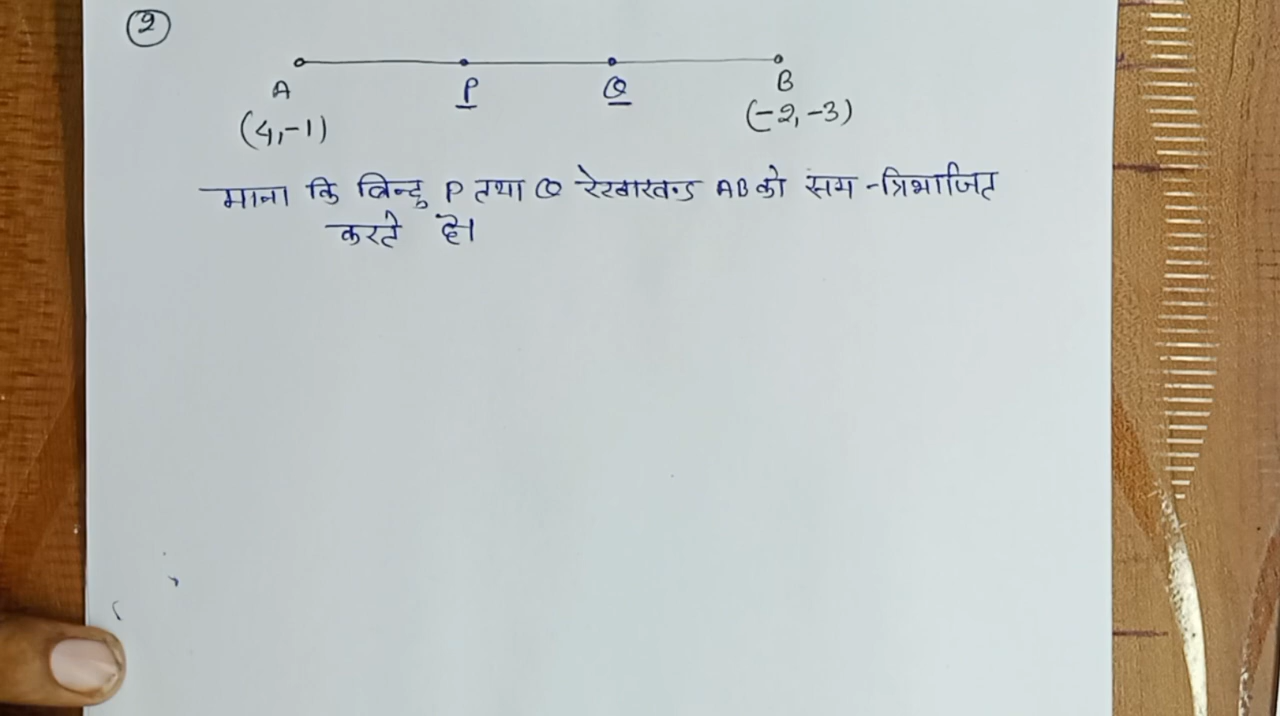 2
A P Q B
(4,-1) (-2,-3)
माना कि बिन्दु P तथा Q रेखाखण्ड AB को सम-त्रिभाजित
करते है।